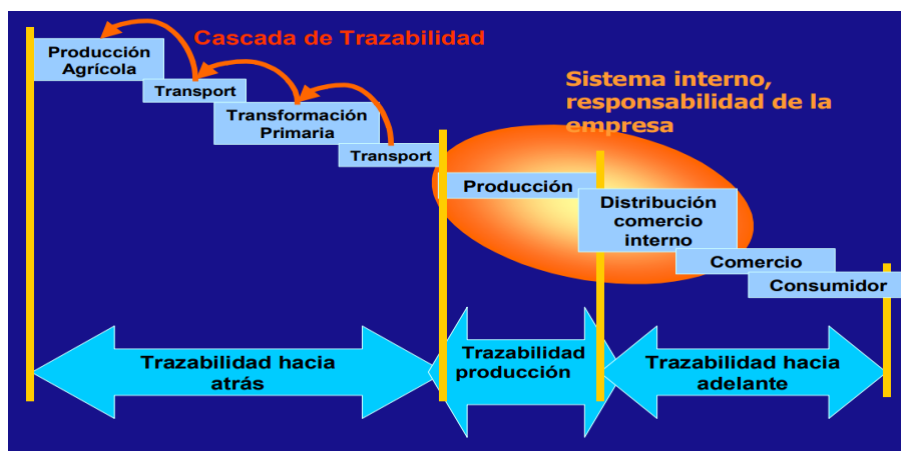 Cascada de Trazabilidad
Producción
Agrícola
Transport
Transformación
Primaria
Transport
Sistema interno,
responsabilidad de la
empresa
Producción
Distribución
comercio
interno
Comercio
Consumidor
Trazabilidad hacia
atrás
Trazabilidad
producción
Trazabilidad hacia
adelante